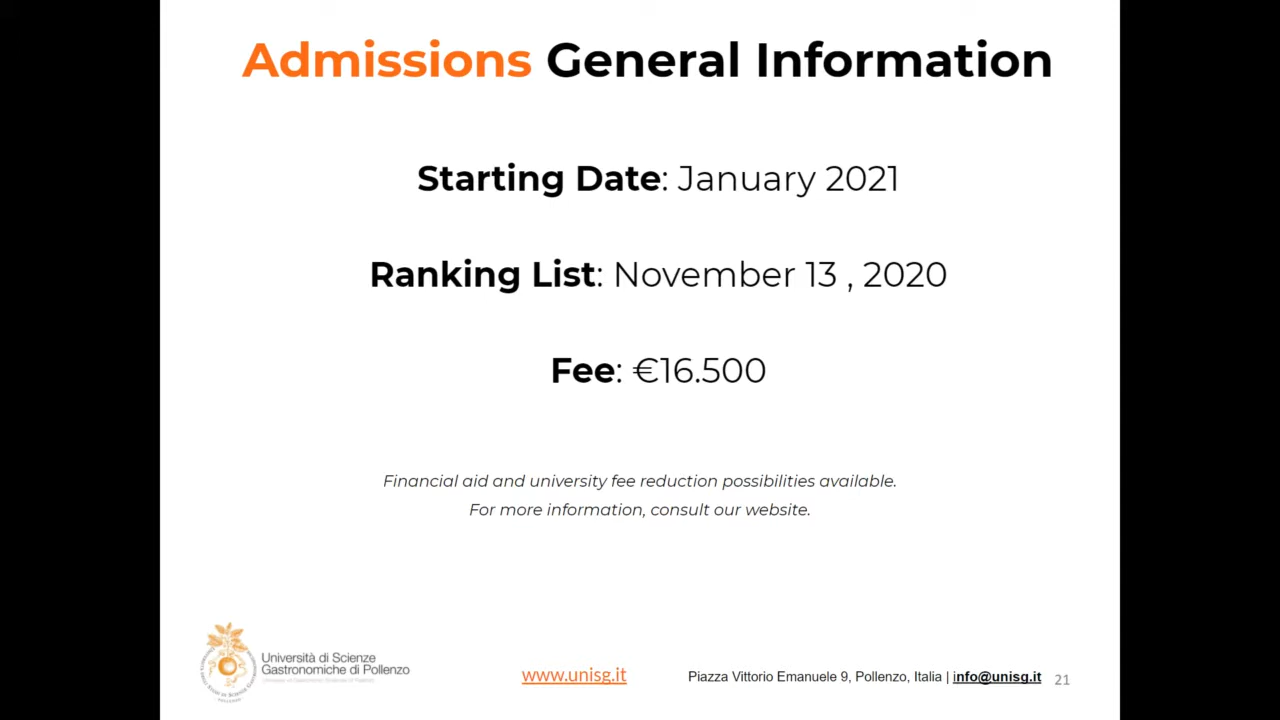 Admissions General Information
Starting Date: January 2021
Ranking List: November 13 , 2020
Fee: €16.500
Financial aid and university fee reduction possibilities available.
For more information, consult our website.
Università di Scienze
Gastronomiche di Pollenzo
www.unisg.it
Piazza Vittorio Emanuele 9, Pollenzo, Italia | info@unisg.it
21